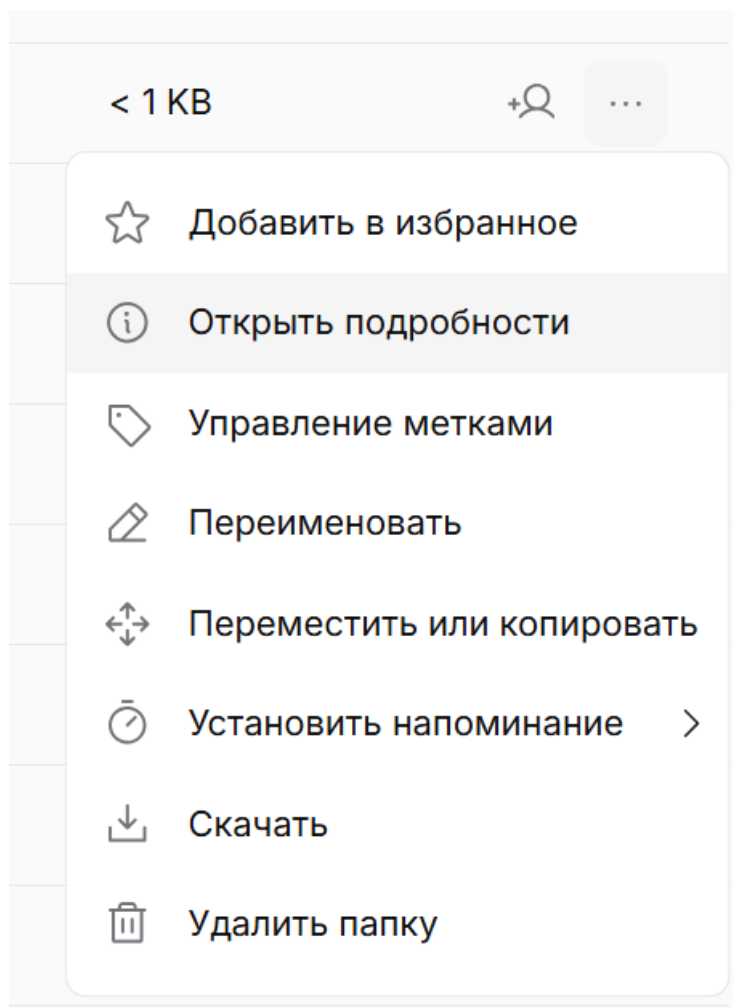 < 1 KB
Добавить в избранное
Открыть подробности
Управление метками
Переименовать
Переместить или копировать
Установить напоминание
Скачать
Удалить папку